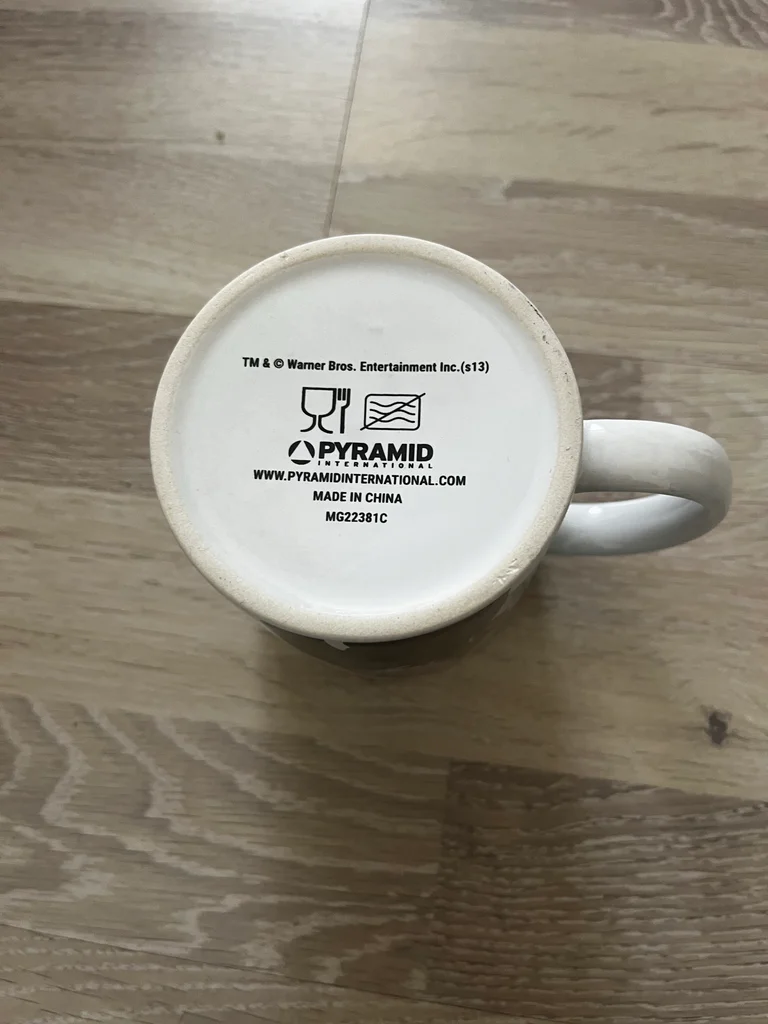 TM & © Warner Bros. Entertainment Inc.(s13)
PYRAMID
INTERNATIONAL
WWW.PYRAMIDINTERNATIONAL.COM
MADE IN CHINA
MG22381C